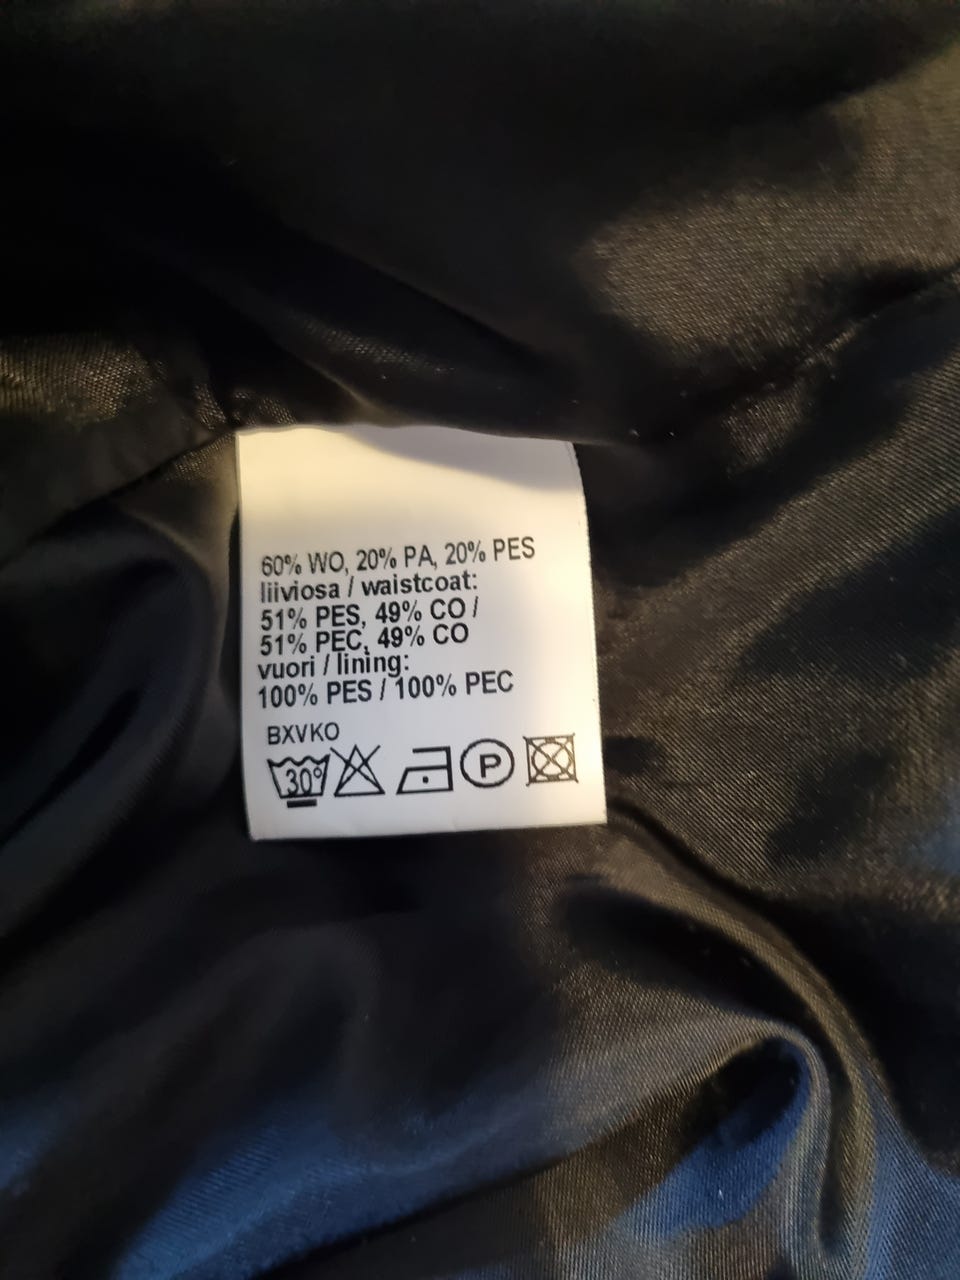 60% WO, 20% PA, 20% PES
liiviosa / waistcoat:
51% PES, 49% CO /
51% PEC, 49% CO
vuori / lining:
100% PES / 100% PEC
BXVKO
30° P